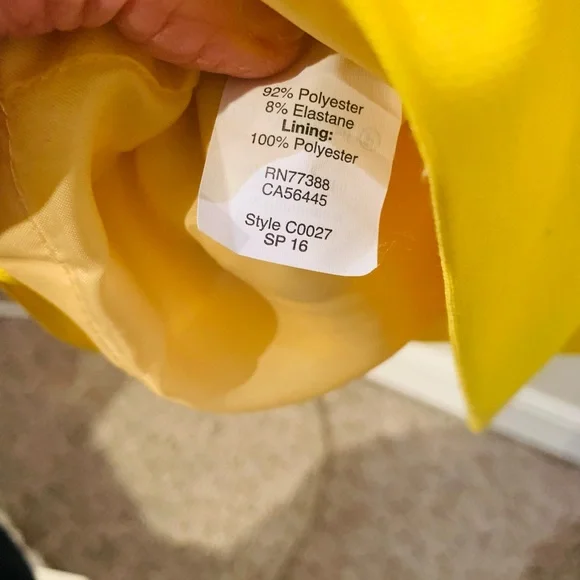 92% Polyester
8% Elastane
Lining:
100% Polyester
RN77388
CA56445
Style C0027
SP 16